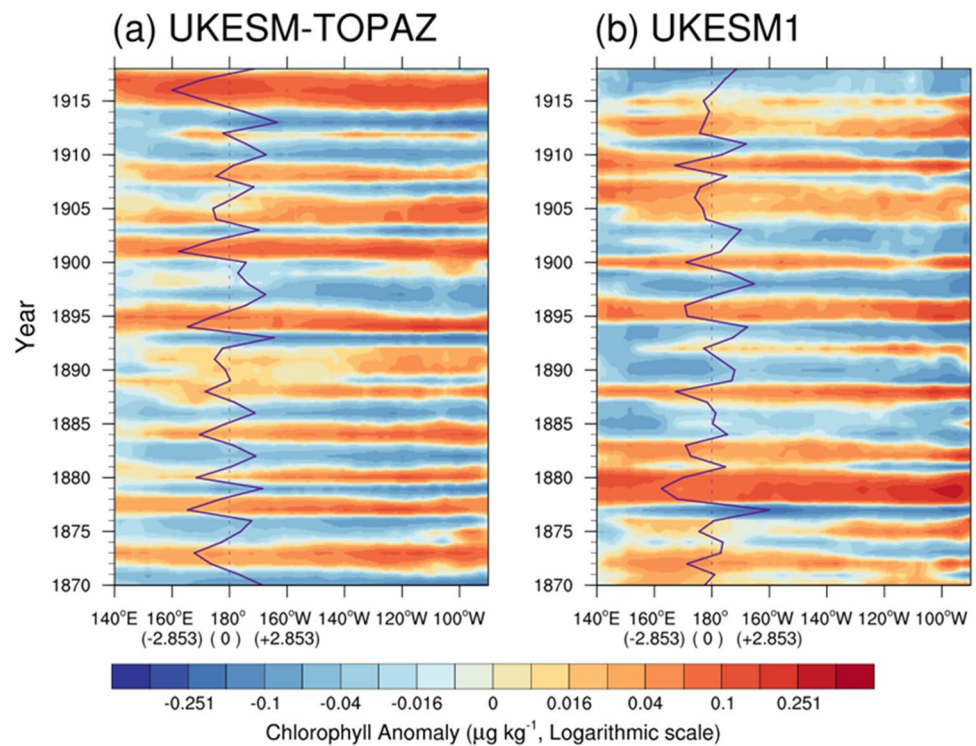 (a) UKESM-TOPAZ
(b) UKESM1
Year
1915
1910
1905
1900
1895
1890
1885
1880
1875
1870
1915
1910
1905
1900
1895
1890
1885
1880
1875
1870
140°E 160°E 180° 160°W 140°W 120°W 100°W
(-2.853) ( 0 ) (+2.853)
140°E 160°E 180° 160°W 140°W 120°W 100°W
(-2.853) ( 0 ) (+2.853)
-0.251 -0.1 -0.04 -0.016 0 0.016 0.04 0.1 0.251
Chlorophyll Anomaly (μg kg⁻¹, Logarithmic scale)